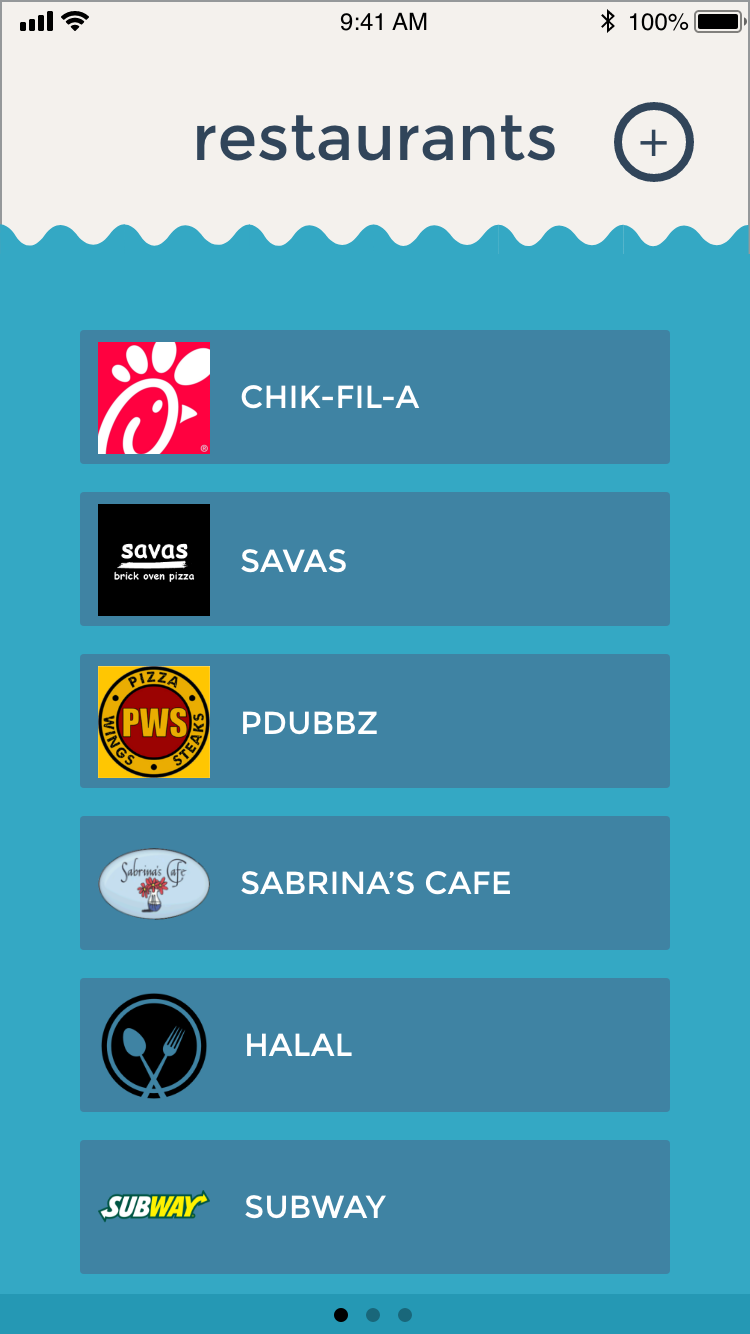 9:41 AM
100%
restaurants
+
CHIK-FIL-A
®
savas
brick oven pizza
SAVAS
PIZZA
PWS
WINGS
STEAKS
PDUBBZ
Sabrina's Cafe
SABRINA’S CAFE
HALAL
SUBWAY
SUBWAY